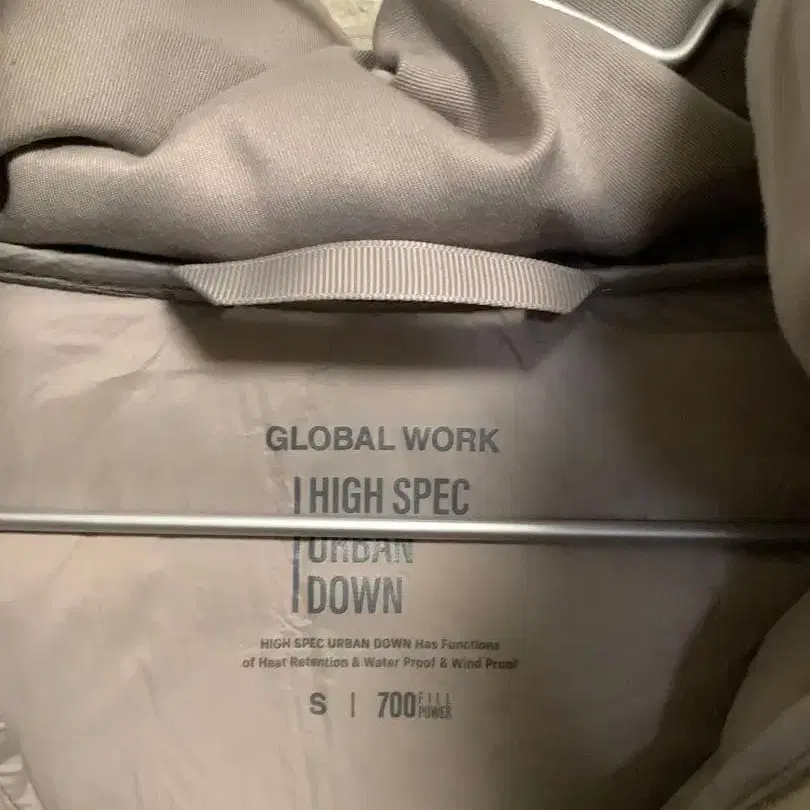 GLOBAL WORK
HIGH SPEC
URBAN
DOWN
HIGH SPEC URBAN DOWN Has Functions
of Heat Retention & Water Proof & Wind Proof
S | 700 FILL POWER